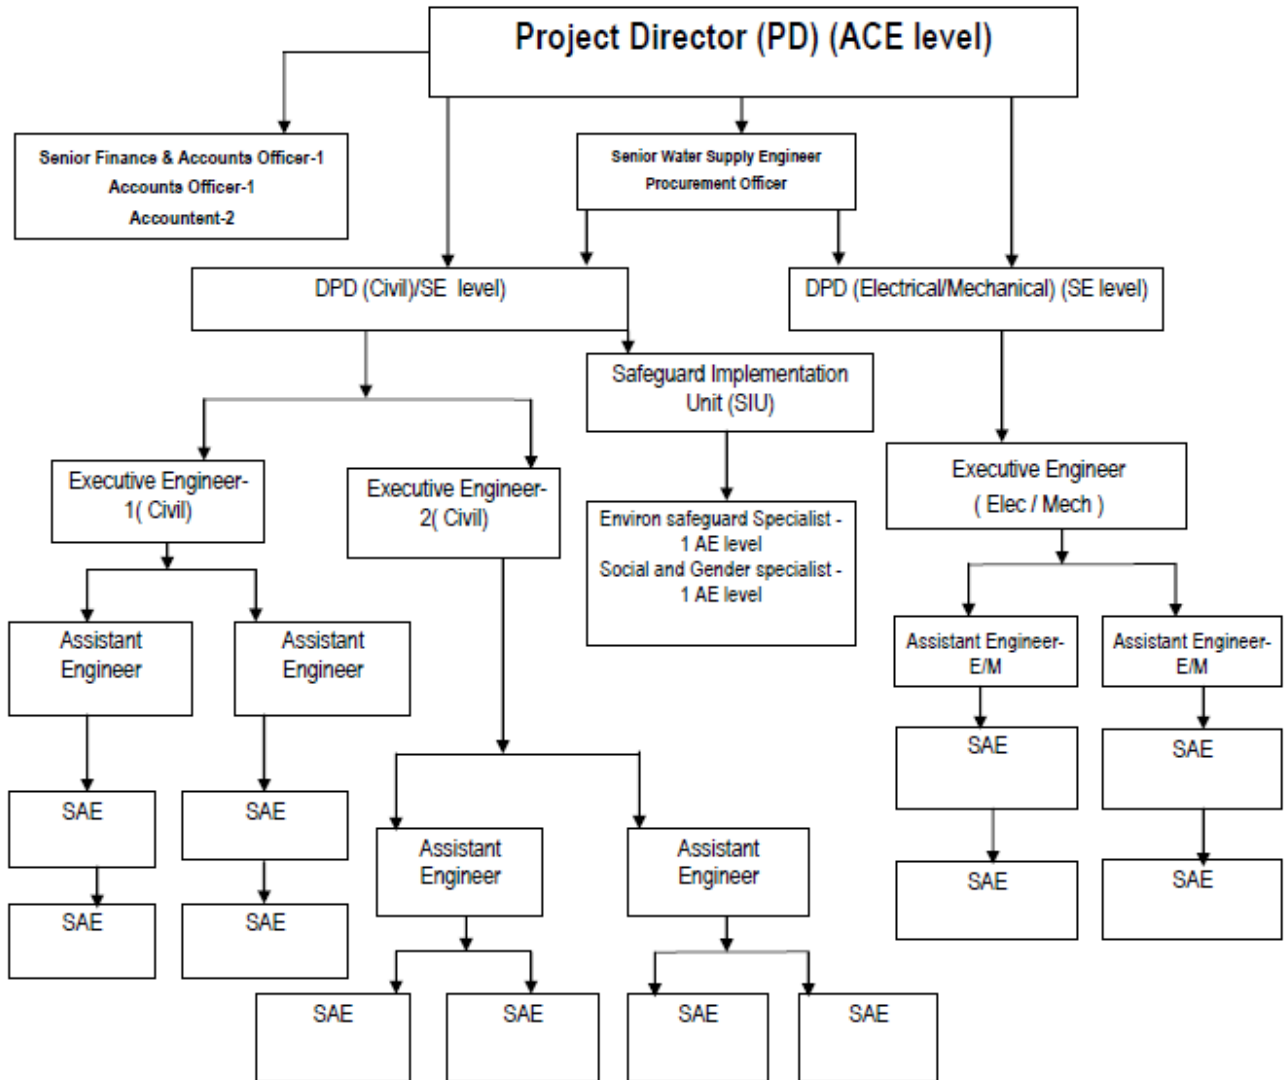 Project Director (PD) (ACE level)
Senior Finance & Accounts Officer-1
Accounts Officer-1
Accountent-2
Senior Water Supply Engineer
Procurement Officer
DPD (Civil)/SE level)
DPD (Electrical/Mechanical) (SE level)
Safeguard Implementation
Unit (SIU)
Executive Engineer-
1( Civil)
Executive Engineer-
2( Civil)
Environ safeguard Specialist -
1 AE level
Social and Gender specialist -
1 AE level
Executive Engineer
( Elec / Mech )
Assistant
Engineer
Assistant
Engineer
Assistant Engineer-
E/M
Assistant Engineer-
E/M
SAE
SAE
SAE
SAE
Assistant
Engineer
Assistant
Engineer
SAE
SAE
SAE
SAE
SAE
SAE
SAE
SAE